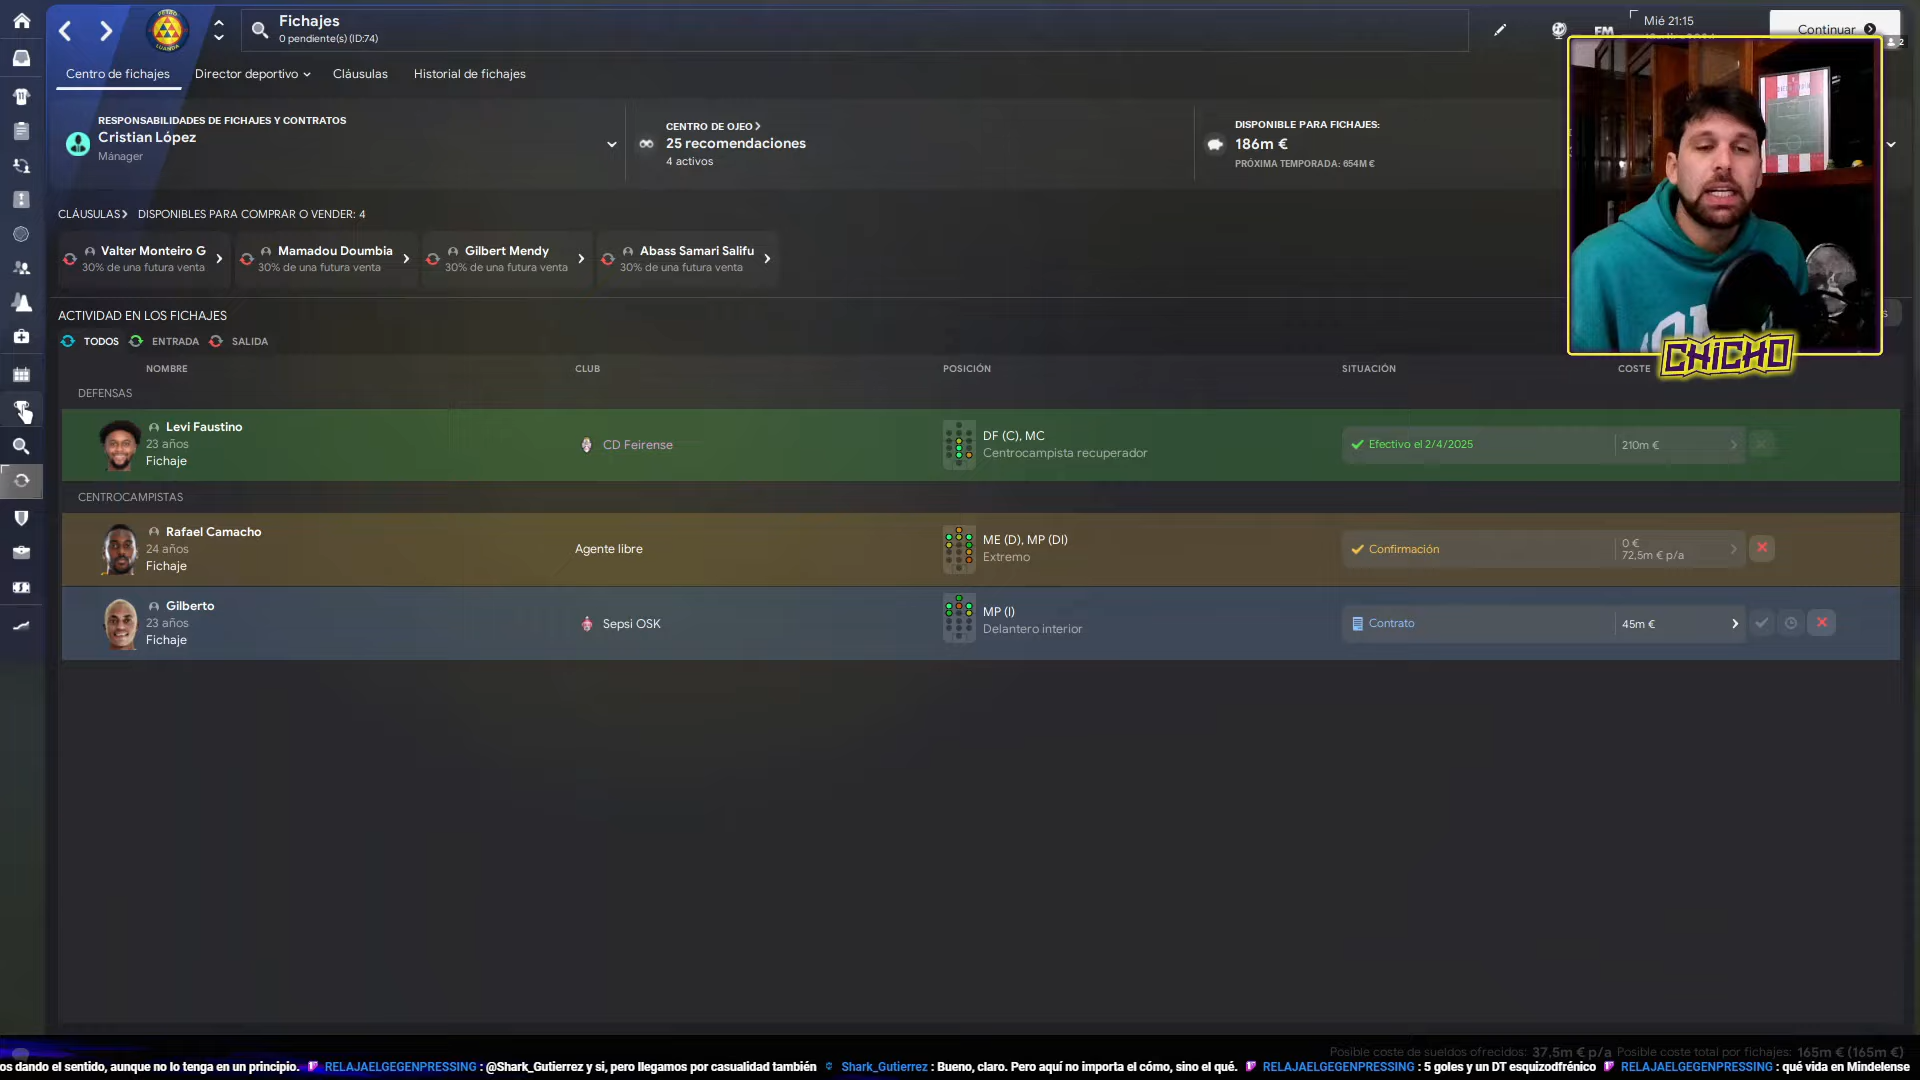 Fichajes
0 pendiente(s) (ID:74)
Mié 21:15
Continuar
2
Centro de fichajes
Director deportivo
Cláusulas
Historial de fichajes
RESPONSABILIDADES DE FICHAJES Y CONTRATOS
Cristian López
Mánager
CENTRO DE OJEO
25 recomendaciones
4 activos
DISPONIBLE PARA FICHAJES:
186m €
PRÓXIMA TEMPORADA: 654M €
CLÁUSULAS
DISPONIBLES PARA COMPRAR O VENDER: 4
Valter Monteiro G
30% de una futura venta
Mamadou Doumbia
30% de una futura venta
Gilbert Mendy
30% de una futura venta
Abass Samari Salifu
30% de una futura venta
CHICHO
ACTIVIDAD EN LOS FICHAJES
TODOS
ENTRADA
SALIDA
NOMBRE
CLUB
POSICIÓN
SITUACIÓN
COSTE
DEFENSAS
Levi Faustino
23 años
Fichaje
CD Feirense
DF (C), MC
Centrocampista recuperador
Efectivo el 2/4/2025
210m €
CENTROCAMPISTAS
Rafael Camacho
24 años
Fichaje
Agente libre
ME (D), MP (DI)
Extremo
Confirmación
0 €
72,5m € p/a
Gilberto
23 años
Fichaje
Sepsi OSK
MP (I)
Delantero interior
Contrato
45m €
Posible coste de sueldos ofrecidos: 37,5m € p/a Posible coste total por fichajes: 165m € (165m €)
os dando el sentido, aunque no lo tenga en un principio. RELAJAELGEGENPRESSING : @Shark_Gutierrez y si, pero llegamos por casualidad también Shark_Gutierrez : Bueno, claro. Pero aquí no importa el cómo, sino el qué. RELAJAELGEGENPRESSING : 5 goles y un DT esquizodfrénico RELAJAELGEGENPRESSING : qué vida en Mindelense